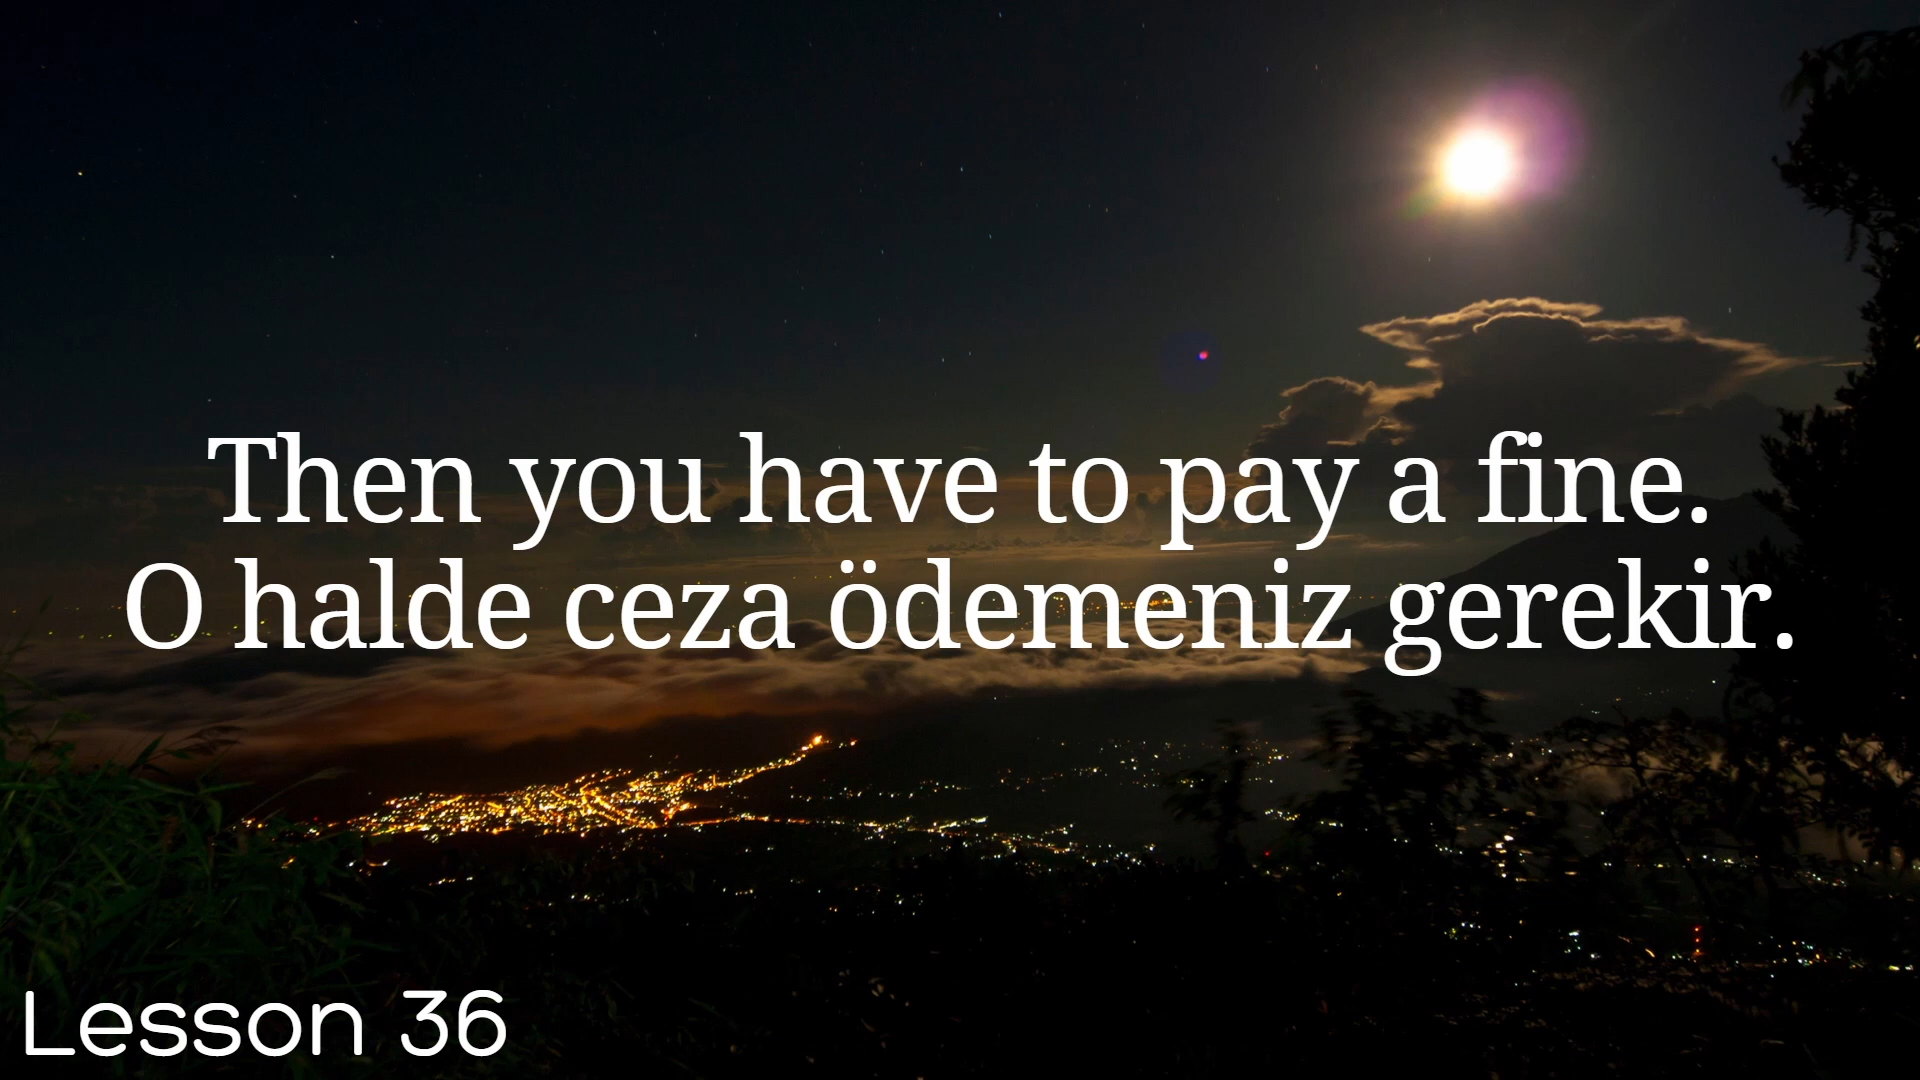 Then you have to pay a fine.
O halde ceza ödemeniz gerekir.
Lesson 36